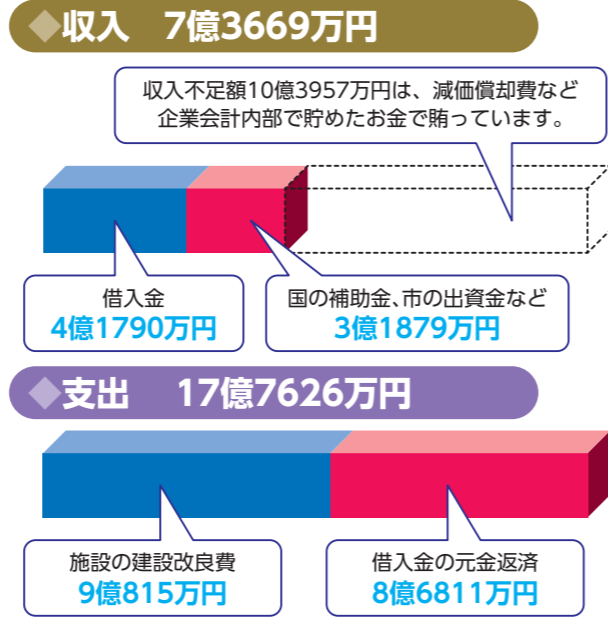 ◆収入 7億3669万円
収入不足額10億3957万円は、減価償却費など
企業会計内部で貯めたお金で賄っています。
借入金
4億1790万円
国の補助金、市の出資金など
3億1879万円
◆支出 17億7626万円
施設の建設改良費
9億815万円
借入金の元金返済
8億6811万円